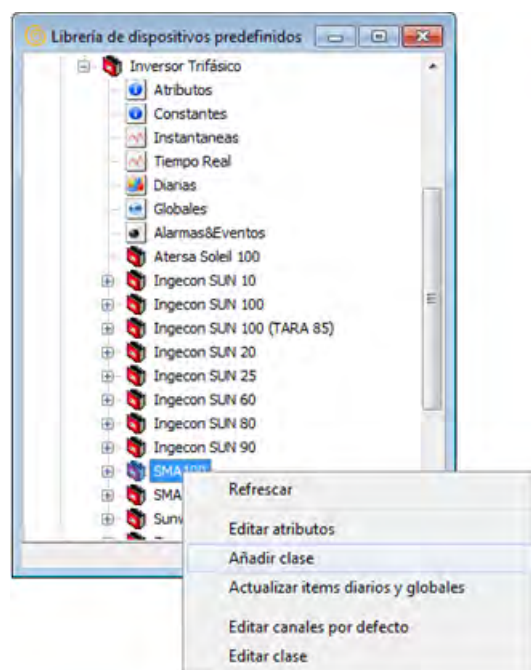 Librería de dispositivos predefinidos
Inversor Trifásico
Atributos
Constantes
Instantaneas
Tiempo Real
Diarias
Globales
Alarmas&Eventos
Atersa Soleil 100
Ingecon SUN 10
Ingecon SUN 100
Ingecon SUN 100 (TARA 85)
Ingecon SUN 20
Ingecon SUN 25
Ingecon SUN 60
Ingecon SUN 80
Ingecon SUN 90
SMA100
SMA
Refrescar
Editar atributos
Añadir clase
Actualizar items diarios y globales
Editar canales por defecto
Editar clase